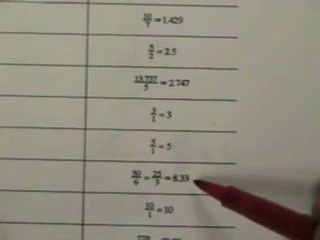 10/7 = 1.429
5/2 = 2.5
13.737/5 = 2.747
3/1 = 3
5/1 = 5
50/6 = 25/3 = 8.33
10/1 = 10